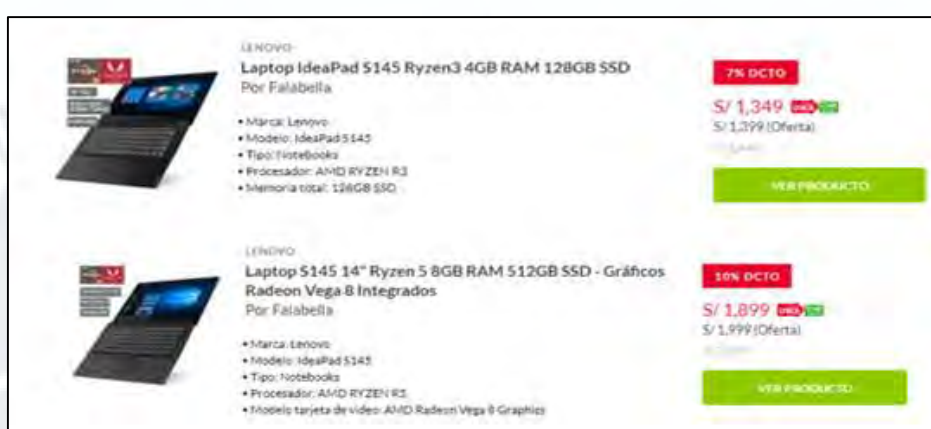 LENOVO
Laptop IdeaPad S145 Ryzen3 4GB RAM 128GB SSD
Por Falabella
• Marca: Lenovo
• Modelo: IdeaPad S145
• Tipo: Notebooks
• Procesador: AMD RYZEN R3
• Memoria total: 128GB SSD
7% DCTO
S/ 1,349
S/ 1,399 (Oferta)
VER PRODUCTO
LENOVO
Laptop S145 14" Ryzen 5 8GB RAM 512GB SSD - Gráficos
Radeon Vega 8 Integrados
Por Falabella
• Marca: Lenovo
• Modelo: IdeaPad S145
• Tipo: Notebooks
• Procesador: AMD RYZEN R5
• Modelo tarjeta de video: AMD Radeon Vega 8 Graphics
10% DCTO
S/ 1,899
S/ 1,999 (Oferta)
VER PRODUCTO